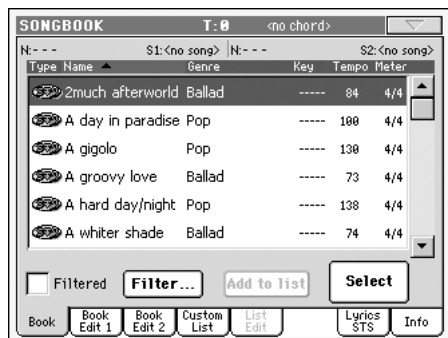 SONGBOOK T:0 <no chord>
N:--- S1:<no song> N:--- S2:<no song>
Type Name Genre Key Tempo Meter
2much afterworld Ballad ----- 84 4/4
A day in paradise Pop ----- 100 4/4
A gigolo Pop ----- 130 4/4
A groovy love Ballad ----- 73 4/4
A hard day/night Pop ----- 138 4/4
A whiter shade Ballad ----- 74 4/4
Filtered Filter... Add to list Select
Book Book Edit 1 Book Edit 2 Custom List List Edit Lyrics STS Info